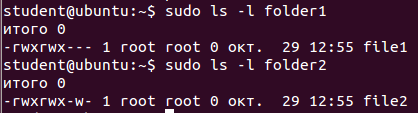 student@ubuntu:~$ sudo ls -l folder1
итого 0
-rwxrwx--- 1 root root 0 окт.  29 12:55 file1
student@ubuntu:~$ sudo ls -l folder2
итого 0
-rwxrwx-w- 1 root root 0 окт.  29 12:55 file2